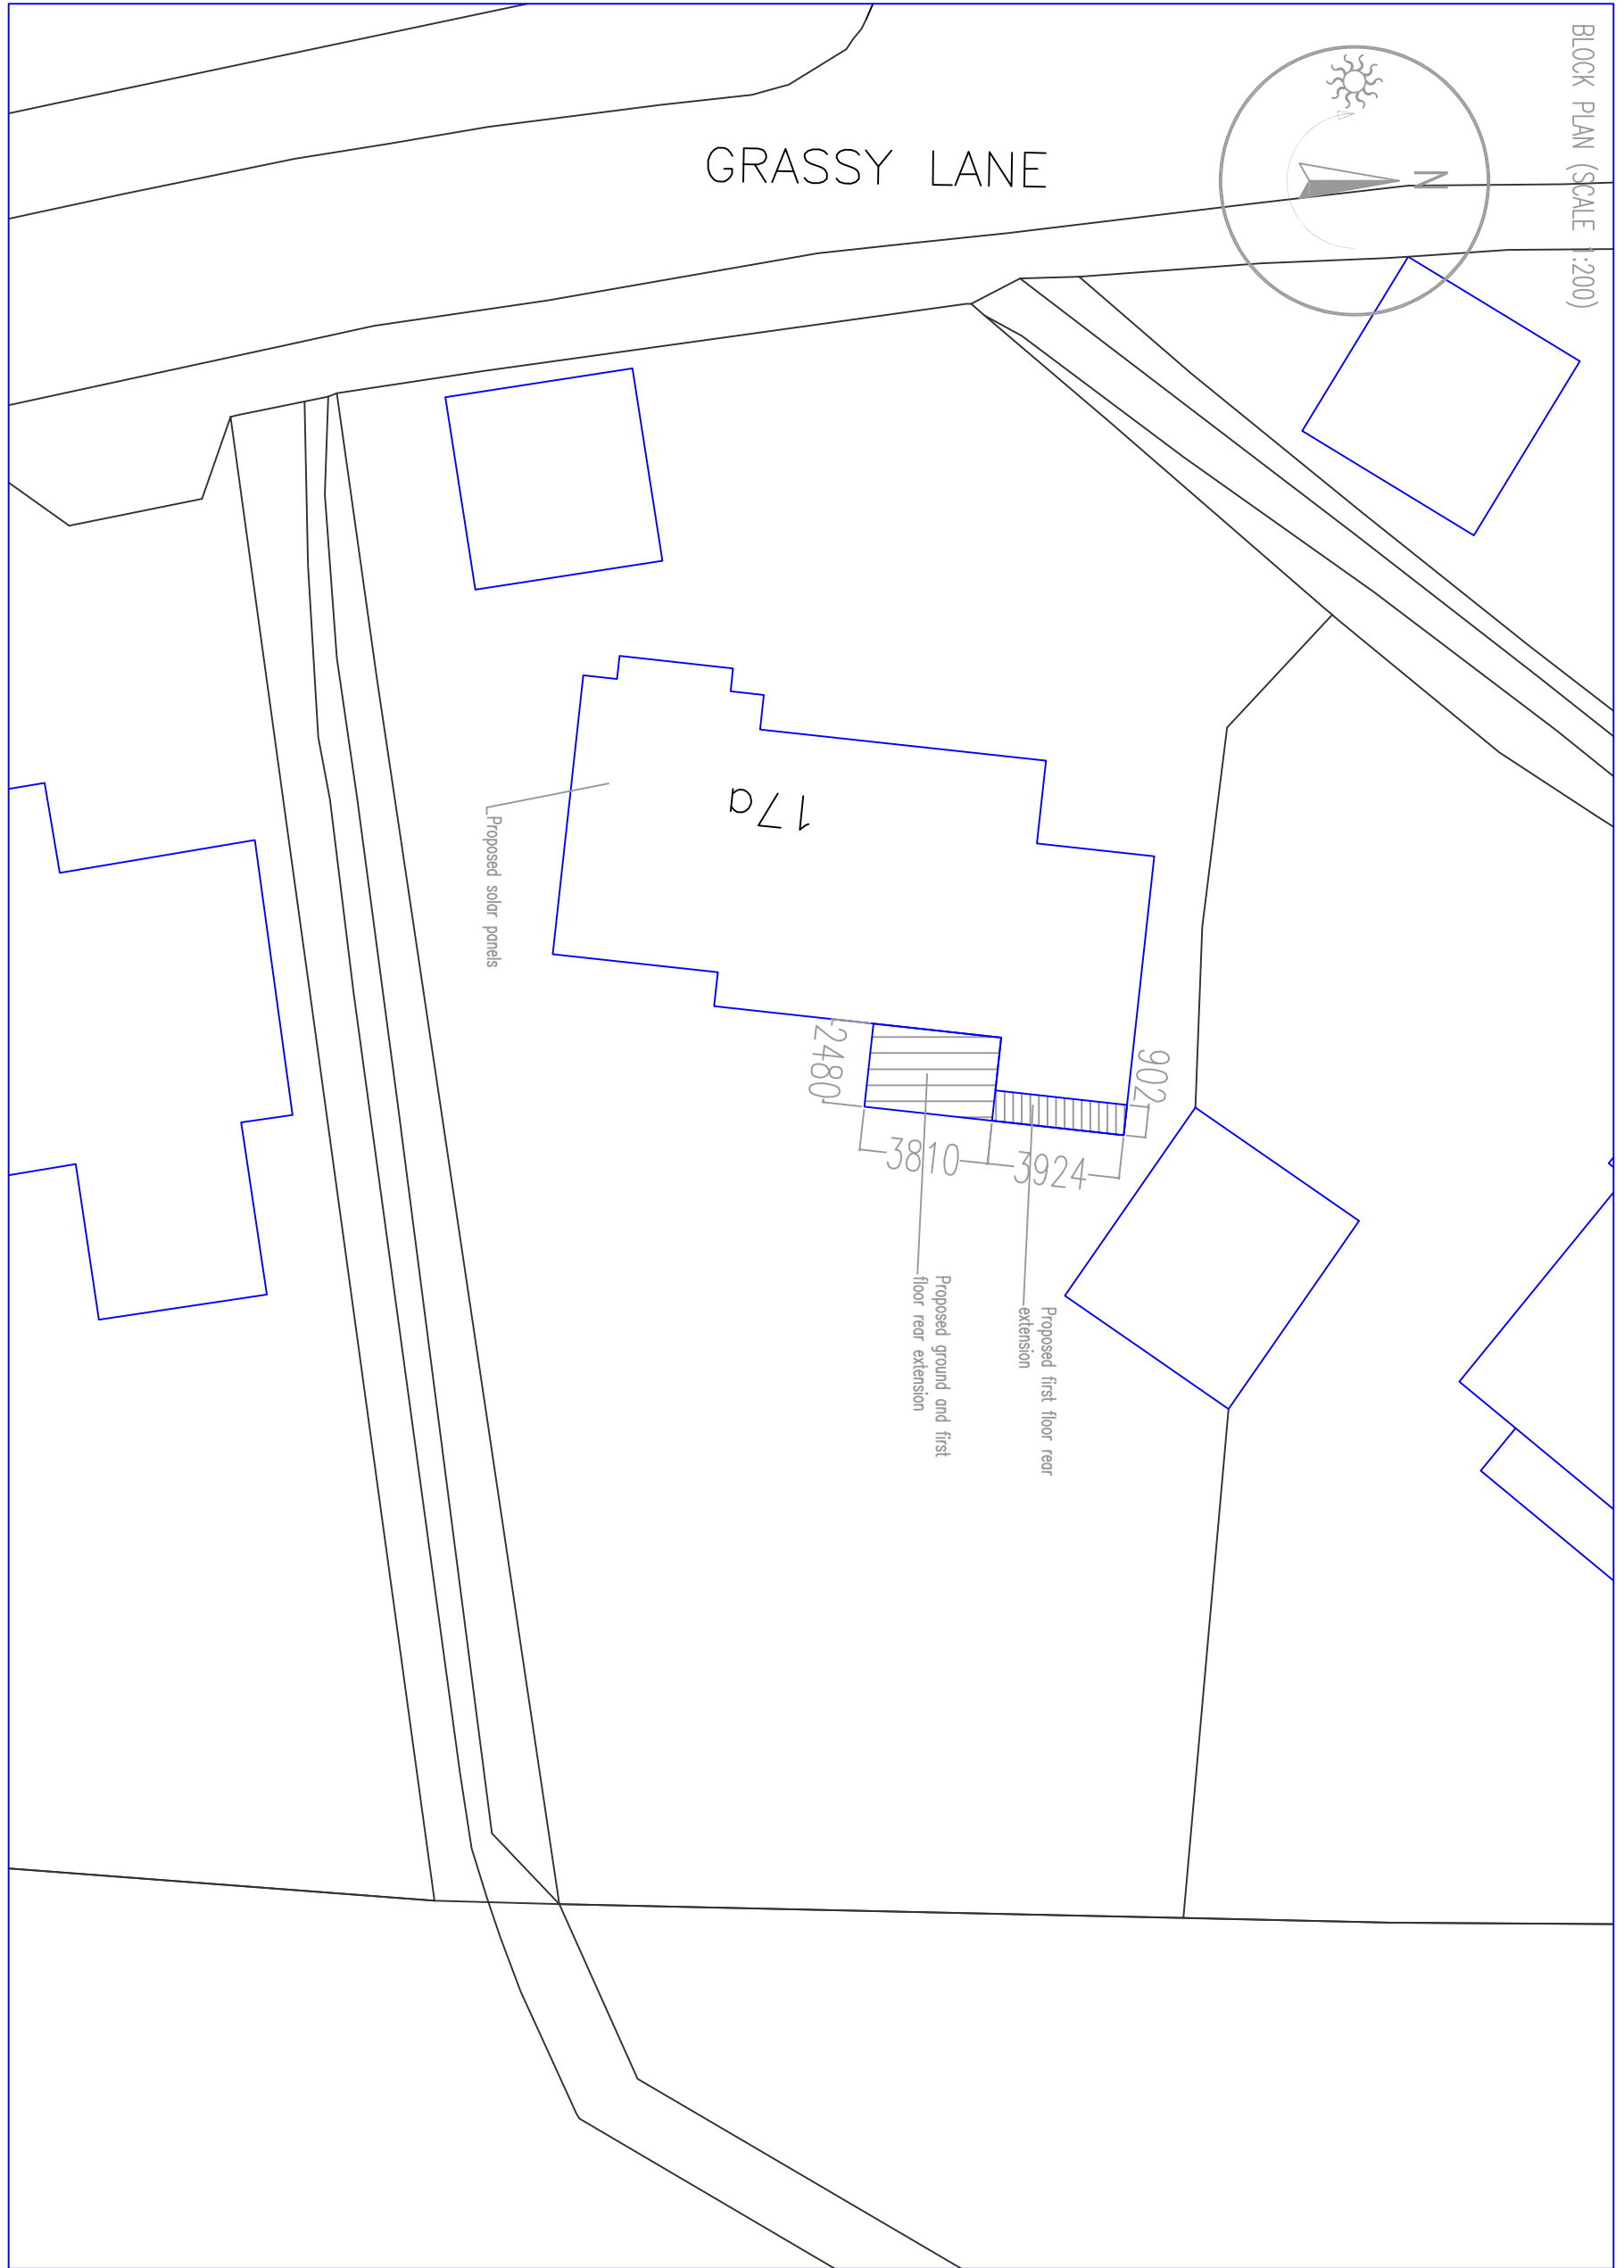 BLOCK PLAN (SCALE 1:200)
N
GRASSY LANE
17a
Proposed solar panels
2480
902
3810
3924
Proposed first floor rear
extension
Proposed ground and first
floor rear extension